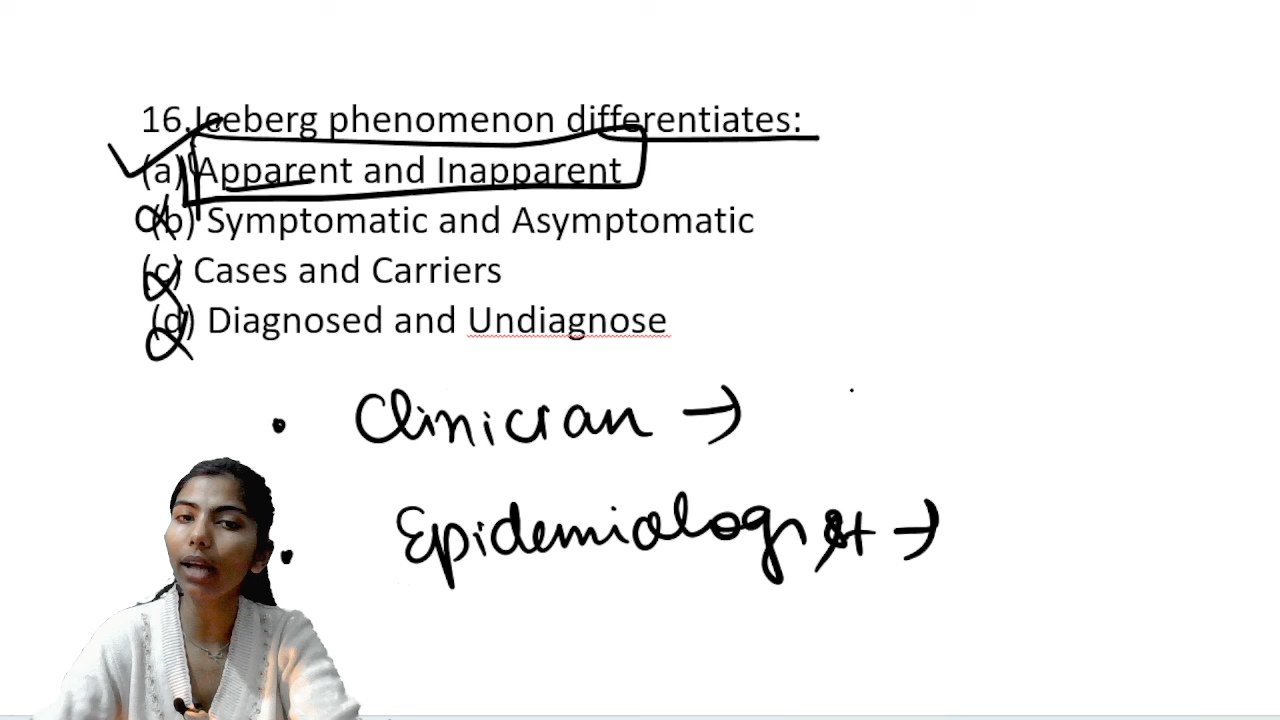 16.Iceberg phenomenon differentiates:
(a) Apparent and Inapparent
(b) Symptomatic and Asymptomatic
(c) Cases and Carriers
(d) Diagnosed and Undiagnose
• Clinician →
• Epidemiologist →